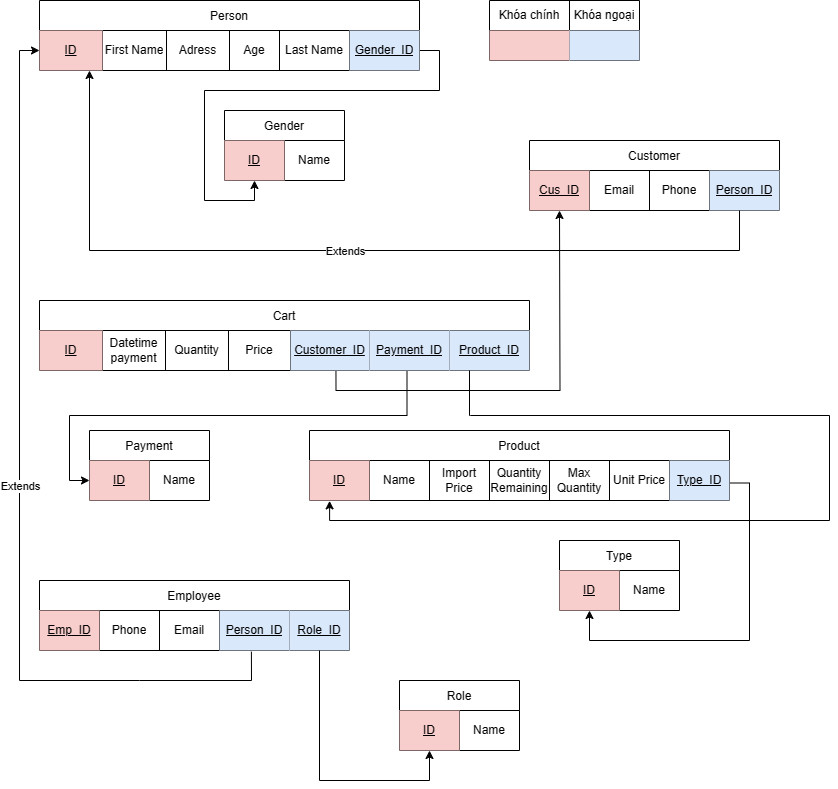 Person
Khóa chính
Khóa ngoại
ID
First Name
Adress
Age
Last Name
Gender_ID
Gender
ID
Name
Customer
Cus_ID
Email
Phone
Person_ID
Extends
Cart
ID
Datetime
payment
Quantity
Price
Customer_ID
Payment_ID
Product_ID
Payment
ID
Name
Product
ID
Name
Import
Price
Quantity
Remaining
Max
Quantity
Unit Price
Type_ID
Extends
Type
ID
Name
Employee
Emp_ID
Phone
Email
Person_ID
Role_ID
Role
ID
Name